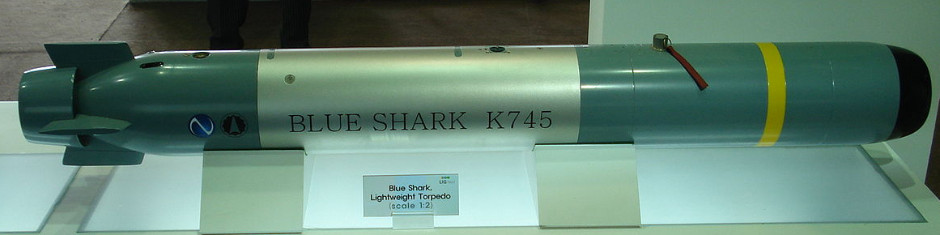 BLUE SHARK K745
Blue Shark,
Lightweight Torpedo
(scale 1:2)